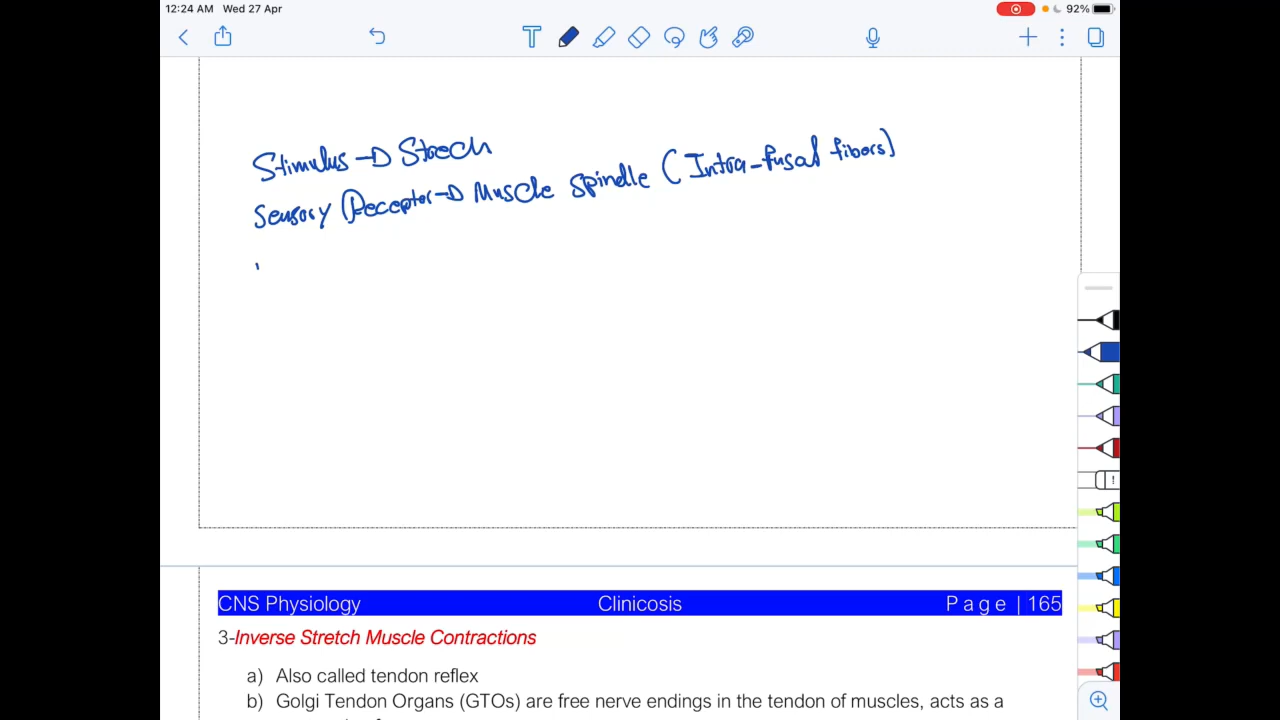 12:24 AM Wed 27 Apr
92%
Stimulus → Strech
Sensory Receptor → Muscle spindle (Intra-fusal fibers)
CNS Physiology Clinicosis Page | 165
3-Inverse Stretch Muscle Contractions
a) Also called tendon reflex
b) Golgi Tendon Organs (GTOs) are free nerve endings in the tendon of muscles, acts as a